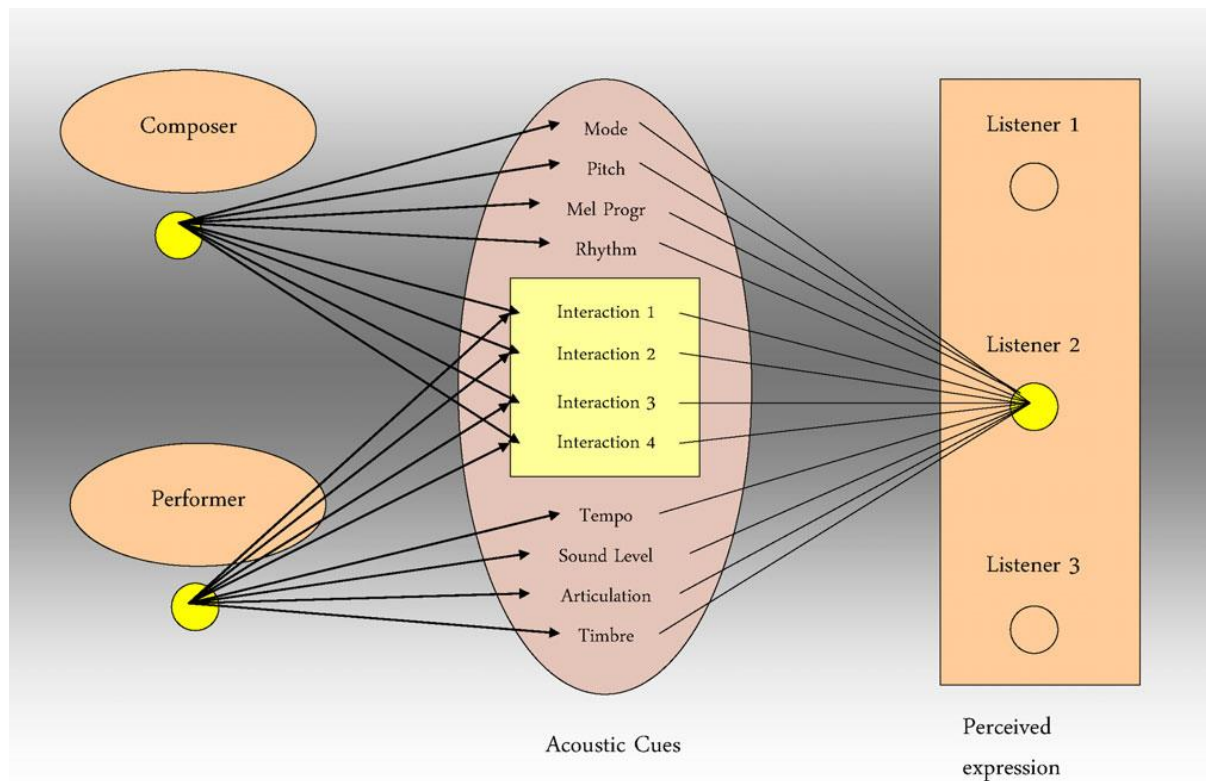 Composer
Mode
Pitch
Mel Progr
Rhythm
Interaction 1
Interaction 2
Interaction 3
Interaction 4
Performer
Tempo
Sound Level
Articulation
Timbre
Acoustic Cues
Listener 1
Listener 2
Listener 3
Perceived
expression